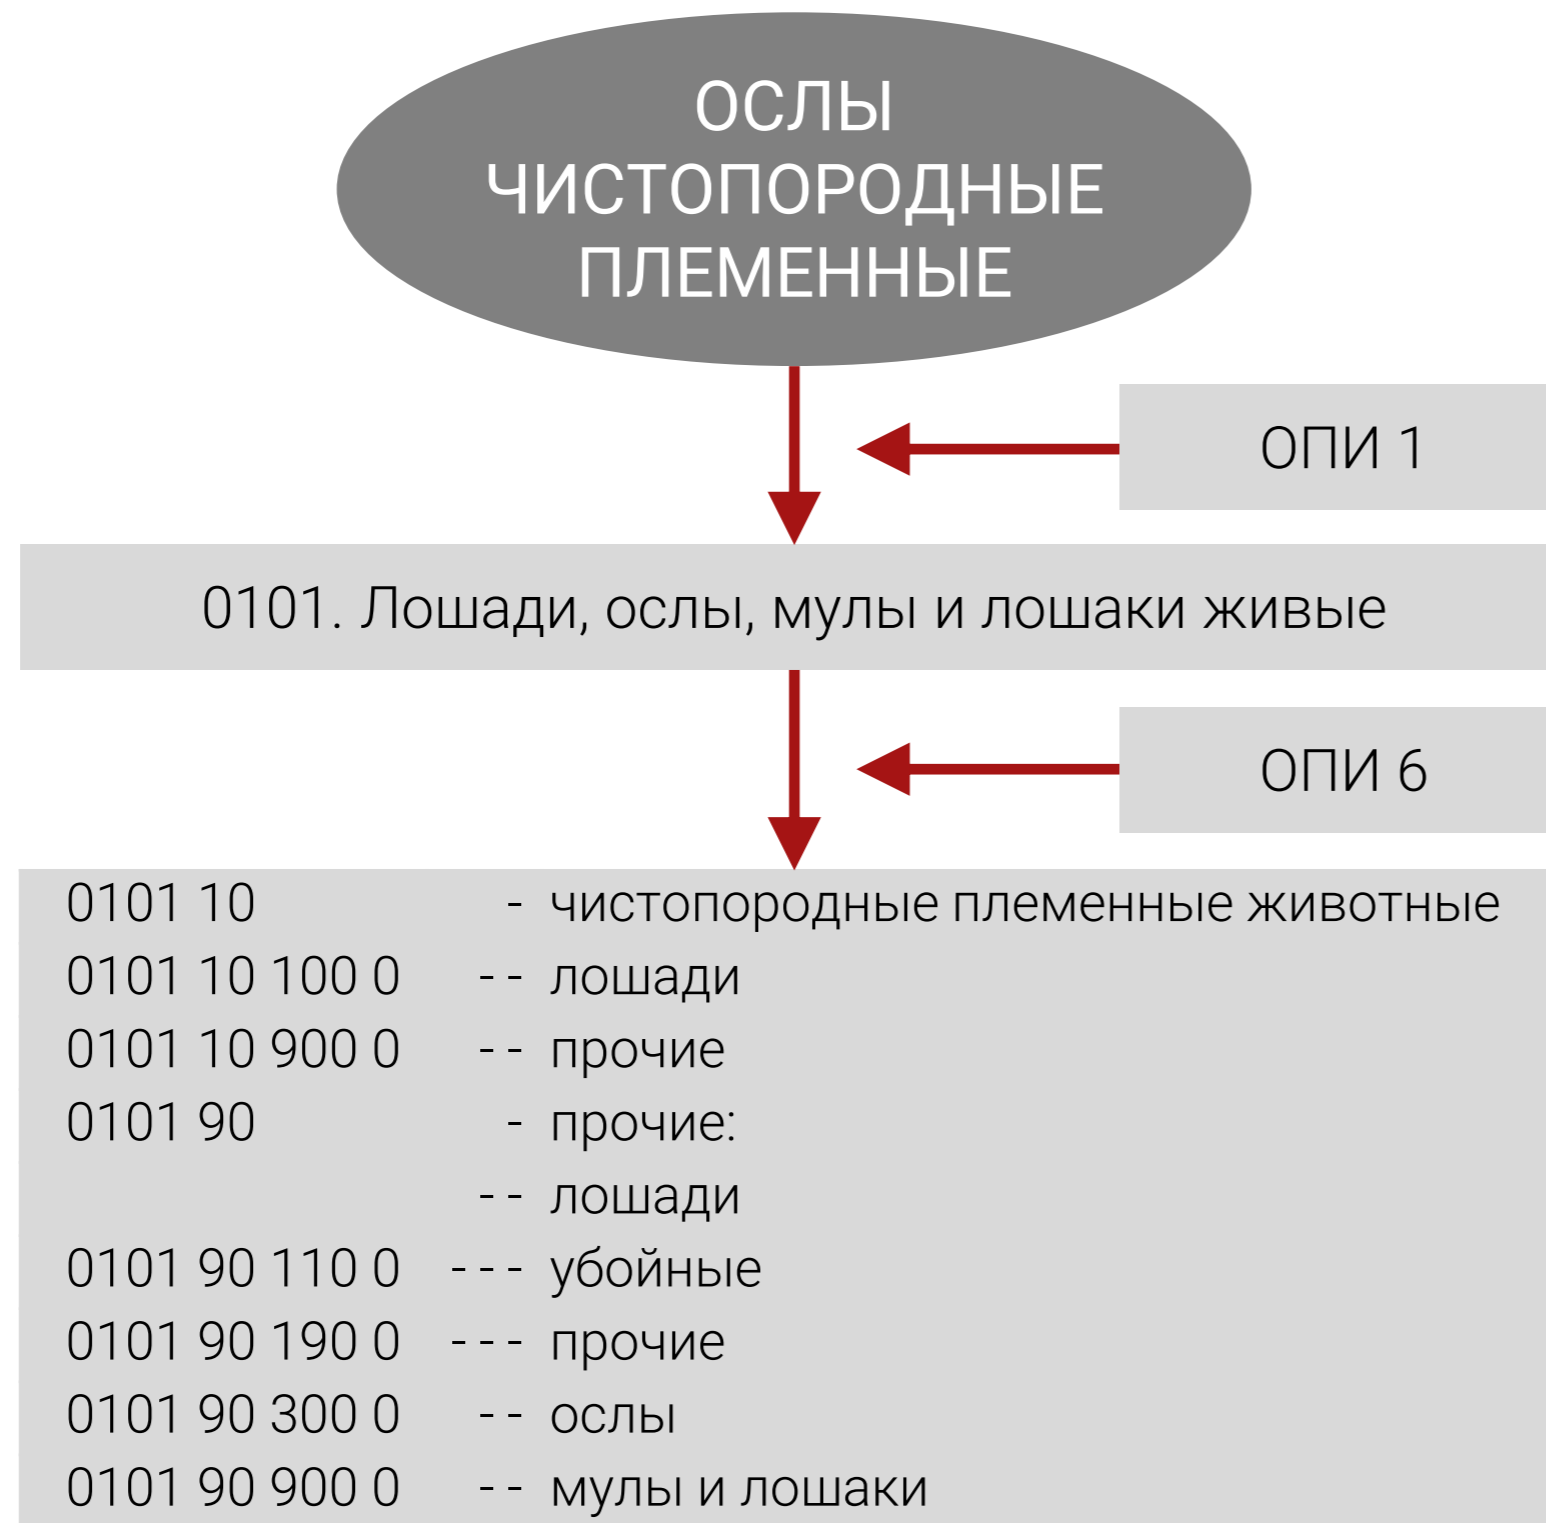 ОСЛЫ
ЧИСТОПОРОДНЫЕ
ПЛЕМЕННЫЕ
ОПИ 1
0101. Лошади, ослы, мулы и лошаки живые
ОПИ 6
0101 10 - чистопородные племенные животные
0101 10 100 0 - - лошади
0101 10 900 0 - - прочие
0101 90 - прочие:
- - лошади
0101 90 110 0 - - - убойные
0101 90 190 0 - - - прочие
0101 90 300 0 - - ослы
0101 90 900 0 - - мулы и лошаки